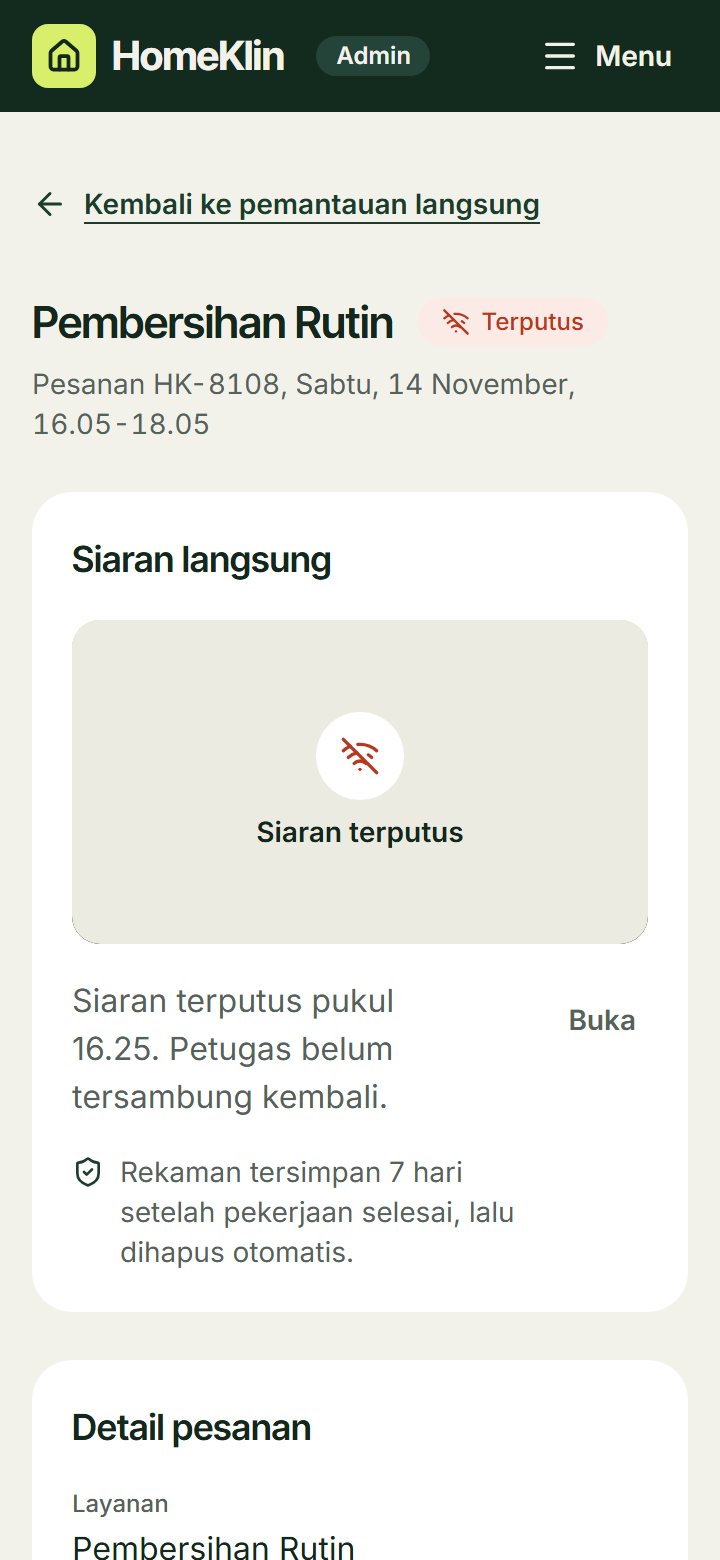 HomeKlin
Admin
Menu
Kembali ke pemantauan langsung
Pembersihan Rutin
Terputus
Pesanan HK-8108, Sabtu, 14 November,
16.05-18.05
Siaran langsung
Siaran terputus
Siaran terputus pukul
16.25. Petugas belum
tersambung kembali.
Buka
Rekaman tersimpan 7 hari
setelah pekerjaan selesai, lalu
dihapus otomatis.
Detail pesanan
Layanan
Pembersihan Rutin